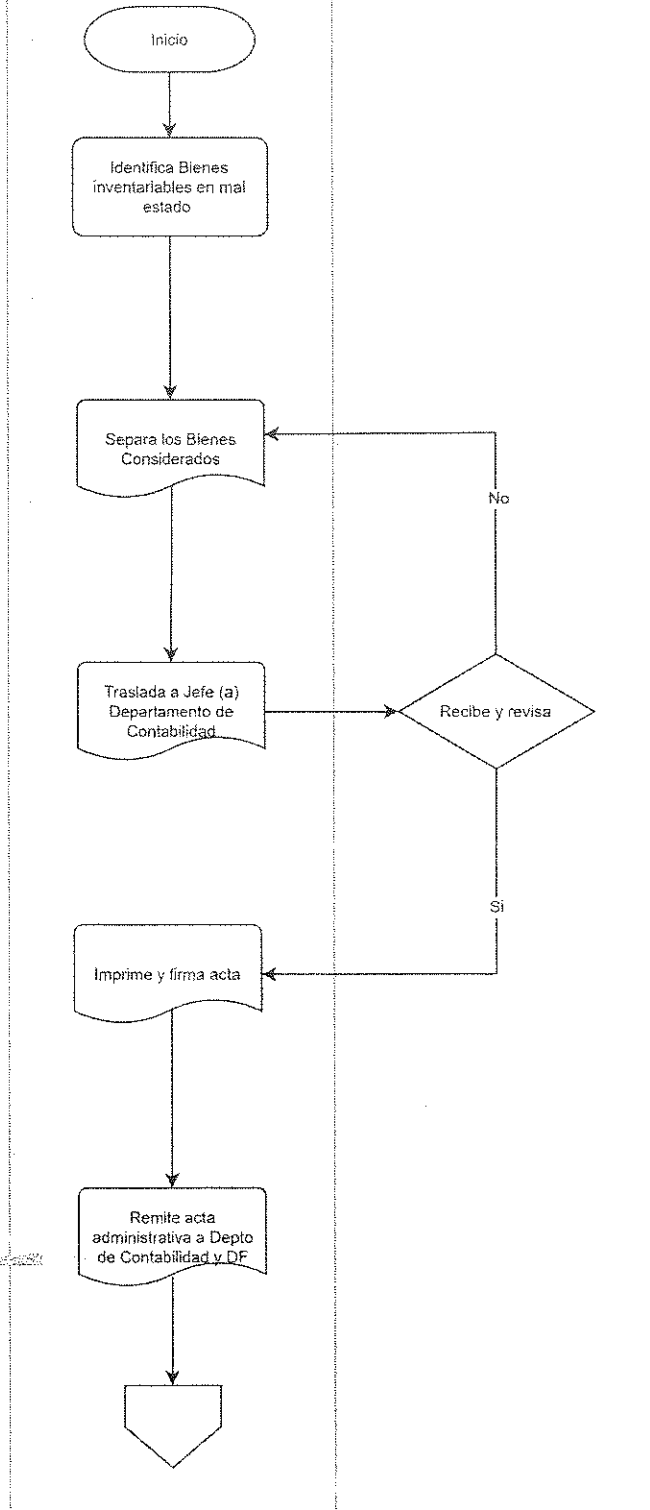 Inicio
Identifica Bienes
inventariables en mal
estado
Separa los Bienes
Considerados
No
Traslada a Jefe (a)
Departamento de
Contabilidad
Recibe y revisa
Si
Imprime y firma acta
Remite acta
administrativa a Depto
de Contabilidad y DF